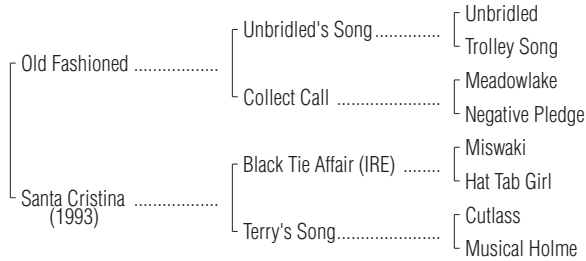 Unbridled
Unbridled's Song..............
Trolley Song
Old Fashioned ..................
Meadowlake
Collect Call ......................
Negative Pledge
Miswaki
Black Tie Affair (IRE) ........
Hat Tab Girl
Santa Cristina ..................
(1993)
Cutlass
Terry's Song.....................
Musical Holme